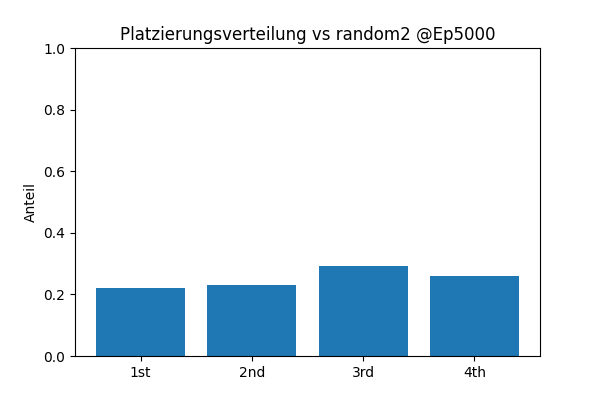 Platzierungsverteilung vs random2 @Ep5000
1.0
0.8
0.6
0.4
0.2
0.0
Anteil
1st
2nd
3rd
4th